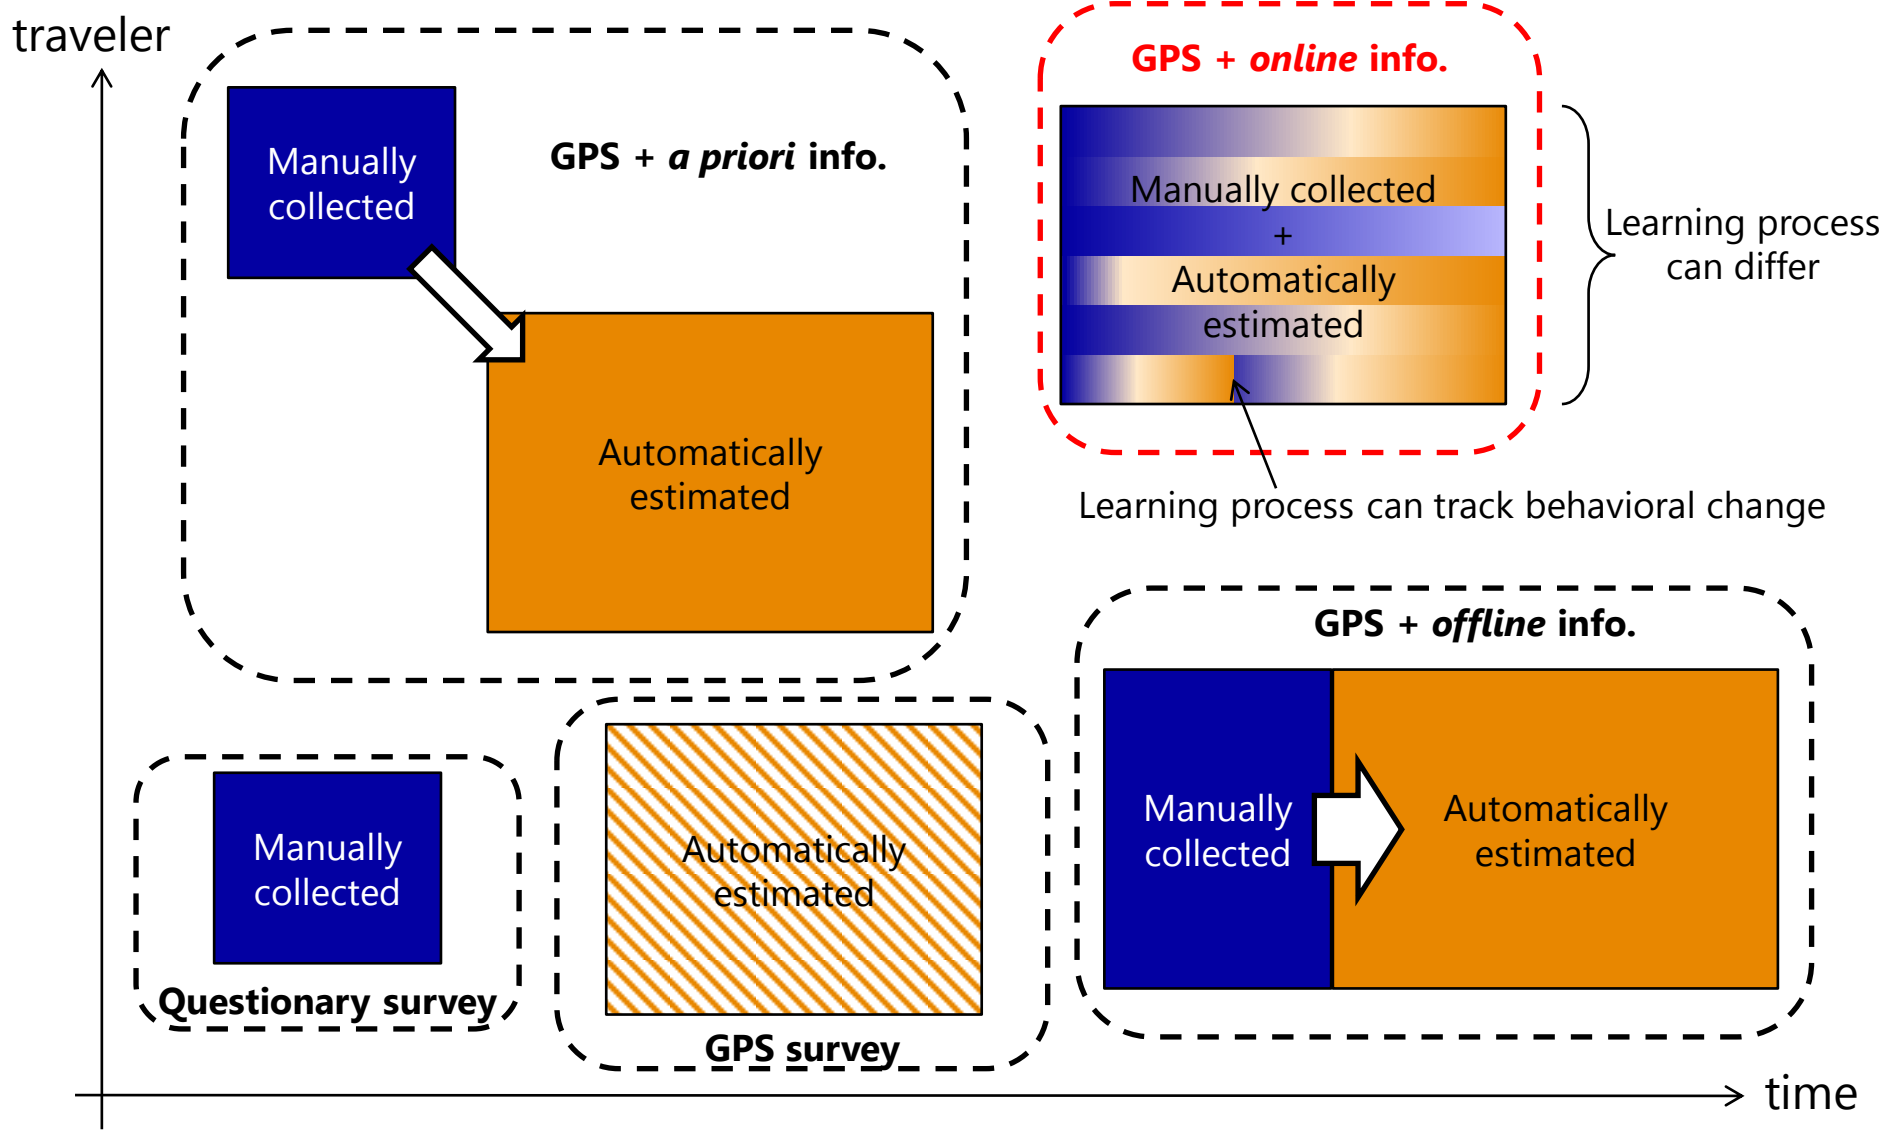 traveler
Manually
collected
GPS + a priori info.
Automatically
estimated
GPS + online info.
Manually collected
+
Automatically
estimated
Learning process
can differ
Learning process can track behavioral change
Manually
collected
Questionary survey
Automatically
estimated
GPS survey
GPS + offline info.
Manually
collected
Automatically
estimated
time